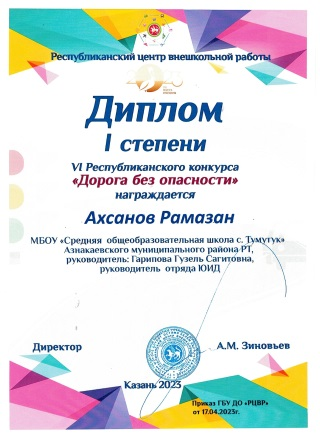 Республиканский центр внешкольной работы
Диплом
I степени
VI Республиканского конкурса
«Дорога без опасности»
награждается
Ахсанов Рамазан
МБОУ «Средняя общеобразовательная школа с. Тумутук»
Азнакаевского муниципального района РТ,
руководитель: Гарипова Гузель Сагитовна,
руководитель отряда ЮИД
Директор
А.М. Зиновьев
Казань 2023
Приказ ГБУ ДО «РЦВР»
от 17.04.2023г.